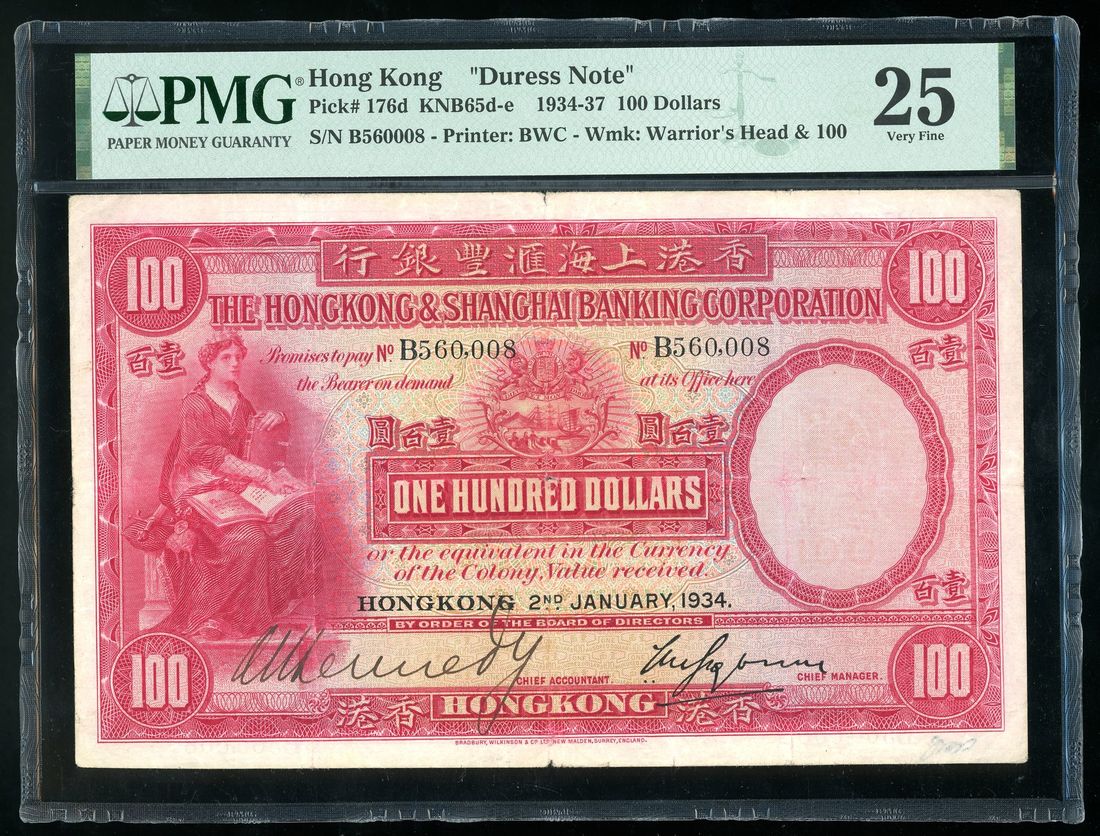 PMG®
PAPER MONEY GUARANTY
Hong Kong "Duress Note"
Pick# 176d KNB65d-e 1934-37 100 Dollars
S/N B560008 - Printer: BWC - Wmk: Warrior's Head & 100
25
Very Fine
行銀豐滙海上港香
100
100
THE HONGKONG & SHANGHAI BANKING CORPORATION
百壹
百壹
Promises to pay No B560,008
No B560,008
the Bearer on demand
at its Office here
圓百壹
圓百壹
ONE HUNDRED DOLLARS
or the equivalent in the Currency
of the Colony, Value received.
百壹
HONGKONG 2ND JANUARY, 1934.
BY ORDER OF THE BOARD OF DIRECTORS
100
100
CHIEF ACCOUNTANT.
CHIEF MANAGER.
港
HONGKONG
香
BRADBURY, WILKINSON & CO LTD NEW MALDEN, SURREY, ENGLAND.